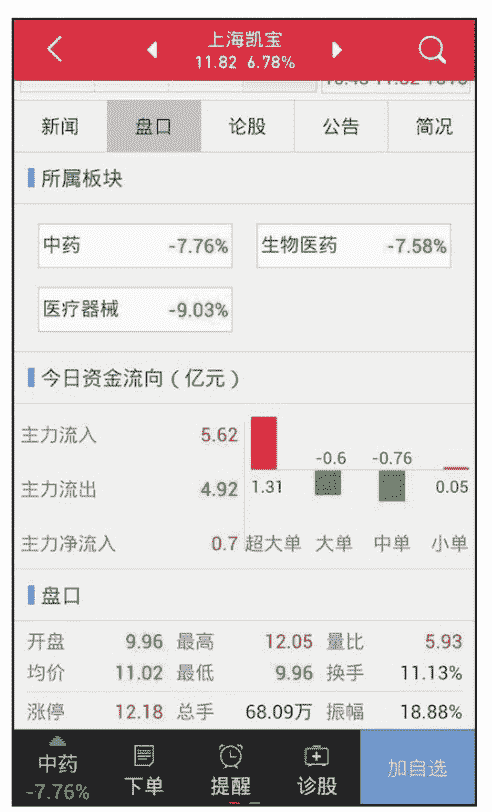 上海凯宝
11.82 6.78%
新闻 盘口 论股 公告 简况
所属板块
中药 -7.76% 生物医药 -7.58%
医疗器械 -9.03%
今日资金流向（亿元）
主力流入 5.62
-0.6 -0.76
主力流出 4.92 1.31 0.05
主力净流入 0.7 超大单 大单 中单 小单
盘口
开盘 9.96 最高 12.05 量比 5.93
均价 11.02 最低 9.96 换手 11.13%
涨停 12.18 总手 68.09万 振幅 18.88%
中药 下单 提醒 诊股 加自选
-7.76%